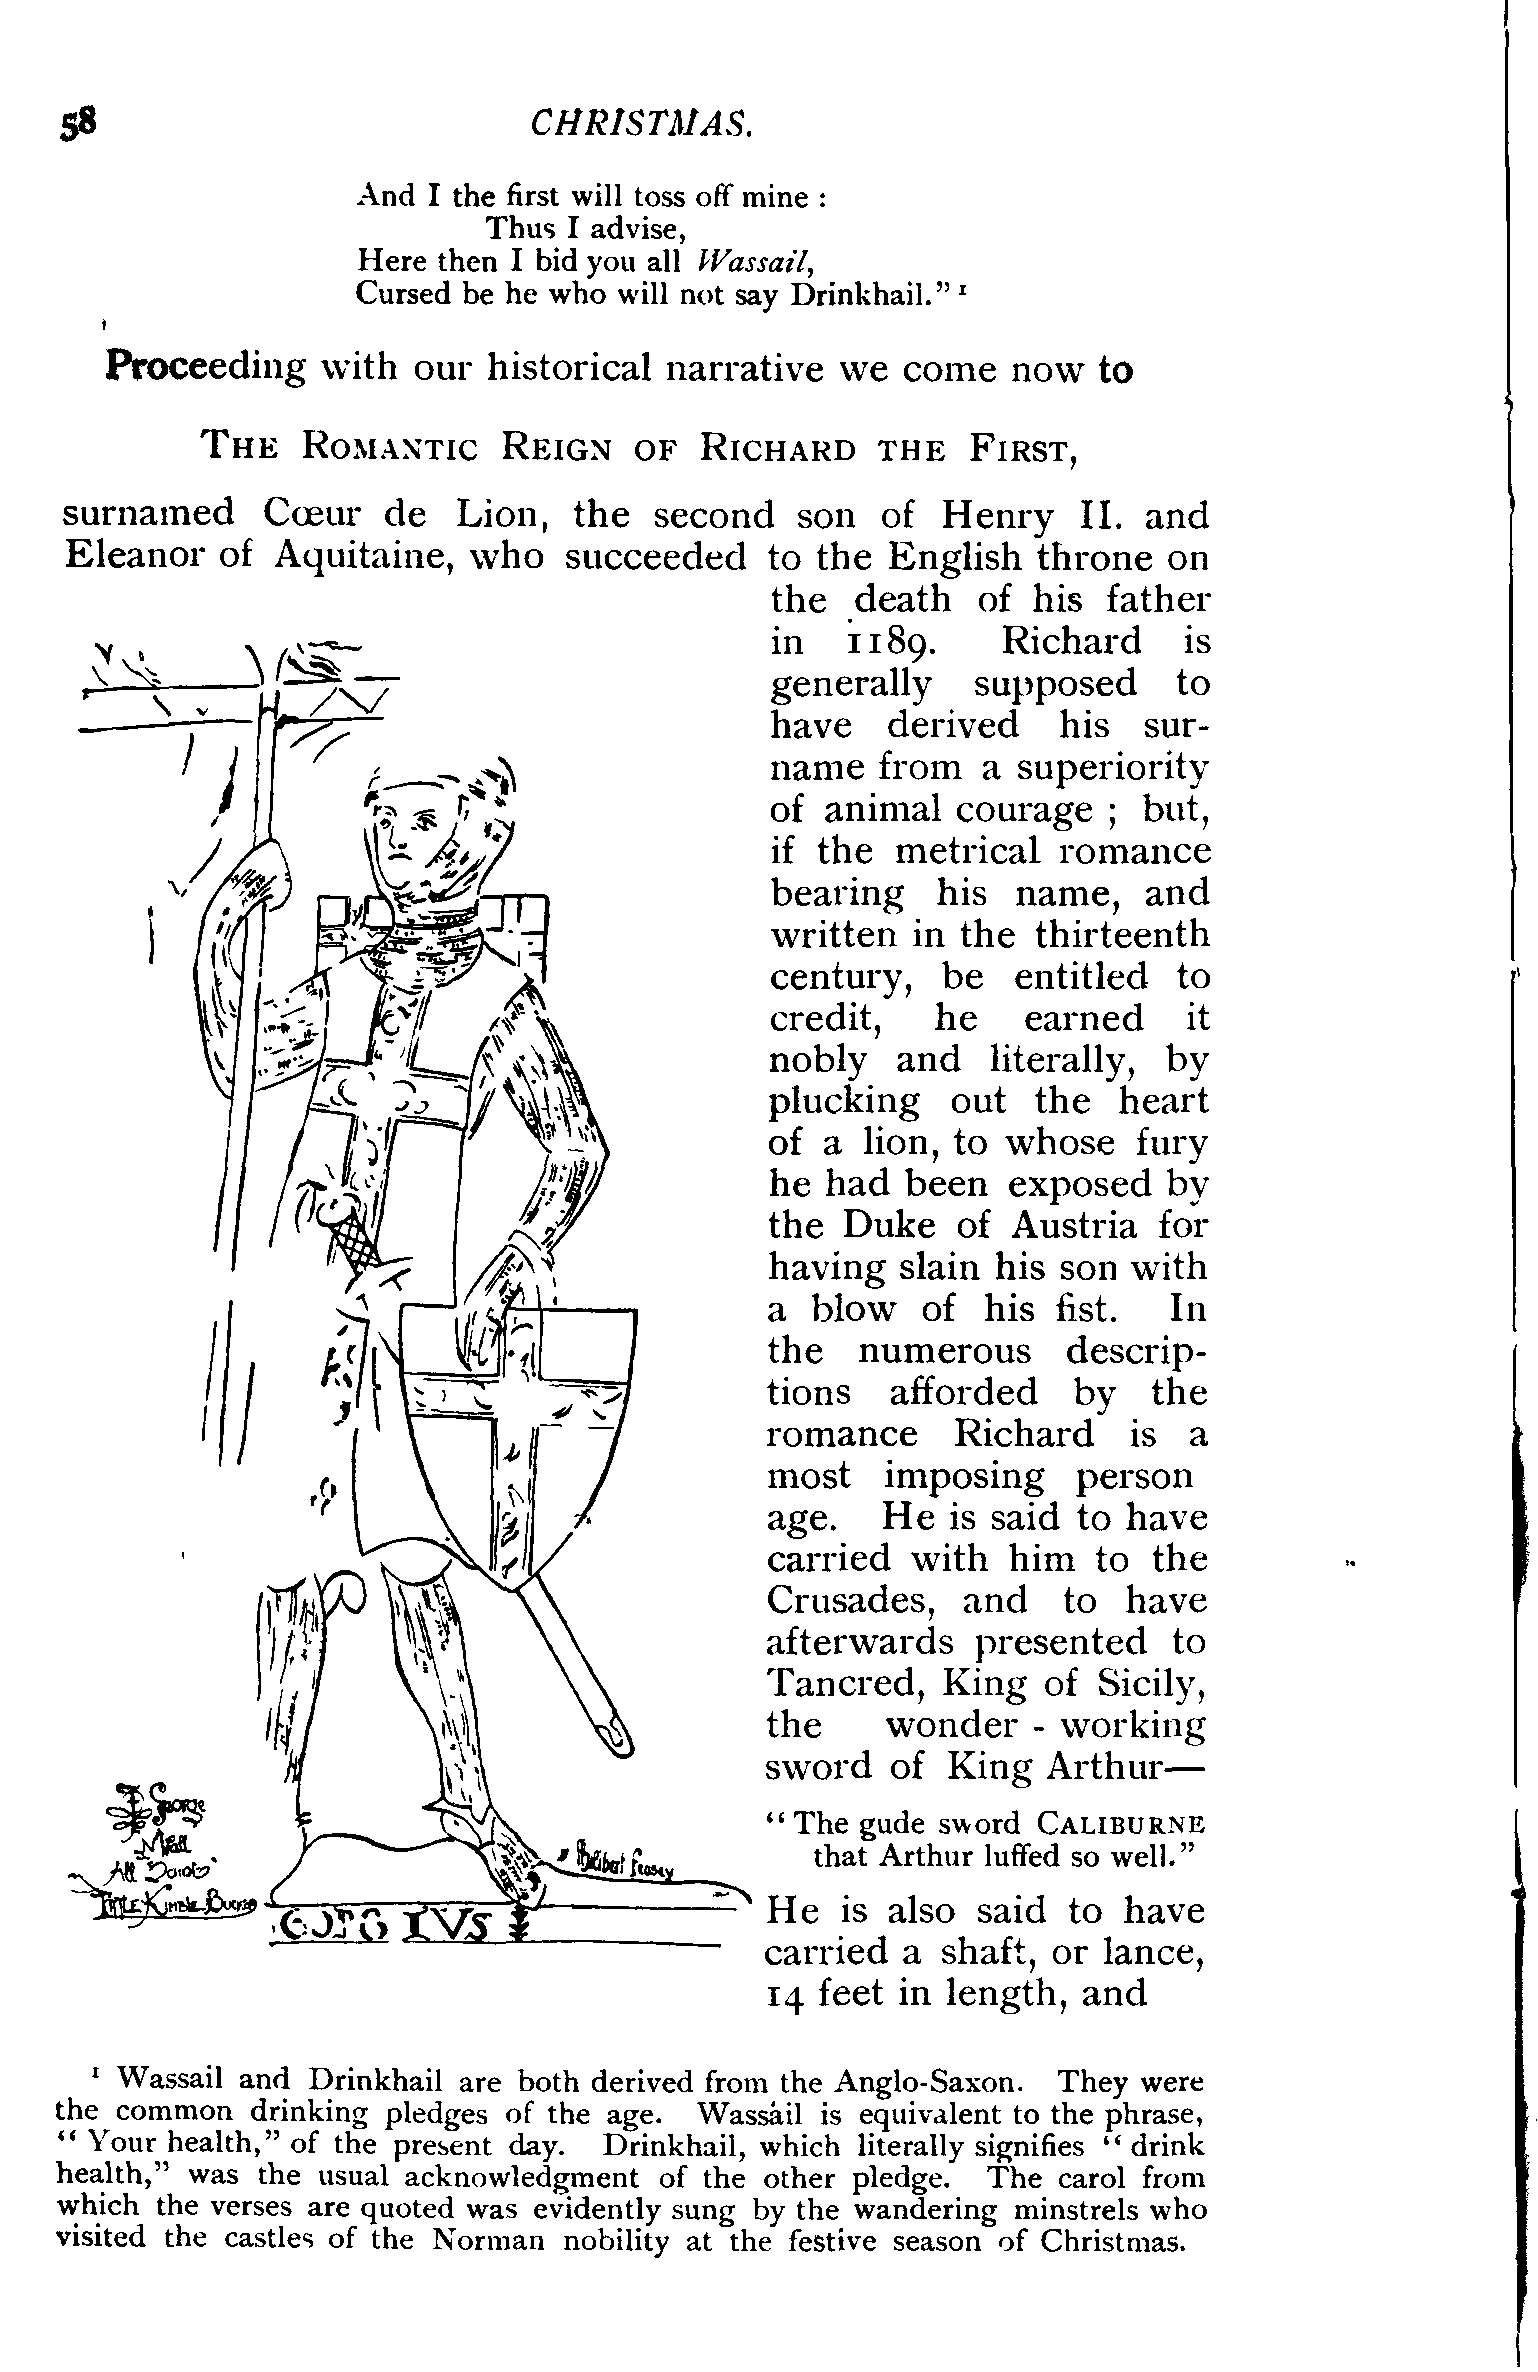 58
CHRISTMAS.
And I the first will toss off mine :
Thus I advise,
Here then I bid you all Wassail,
Cursed be he who will not say Drinkhail.” ¹
Proceeding with our historical narrative we come now to
THE ROMANTIC REIGN OF RICHARD THE FIRST,
surnamed Cœur de Lion, the second son of Henry II. and
Eleanor of Aquitaine, who succeeded to the English throne on
the death of his father
in 1189. Richard is
generally supposed to
have derived his sur-
name from a superiority
of animal courage ; but,
if the metrical romance
bearing his name, and
written in the thirteenth
century, be entitled to
credit, he earned it
nobly and literally, by
plucking out the heart
of a lion, to whose fury
he had been exposed by
the Duke of Austria for
having slain his son with
a blow of his fist. In
the numerous descrip-
tions afforded by the
romance Richard is a
most imposing person
age. He is said to have
carried with him to the
Crusades, and to have
afterwards presented to
Tancred, King of Sicily,
the wonder - working
sword of King Arthur—
“ The gude sword CALIBURNE
that Arthur luffed so well.”
He is also said to have
carried a shaft, or lance,
14 feet in length, and
George
All
Kimble Bucks
¹ Wassail and Drinkhail are both derived from the Anglo-Saxon. They were
the common drinking pledges of the age. Wassail is equivalent to the phrase,
“ Your health,” of the present day. Drinkhail, which literally signifies “ drink
health,” was the usual acknowledgment of the other pledge. The carol from
which the verses are quoted was evidently sung by the wandering minstrels who
visited the castles of the Norman nobility at the festive season of Christmas.